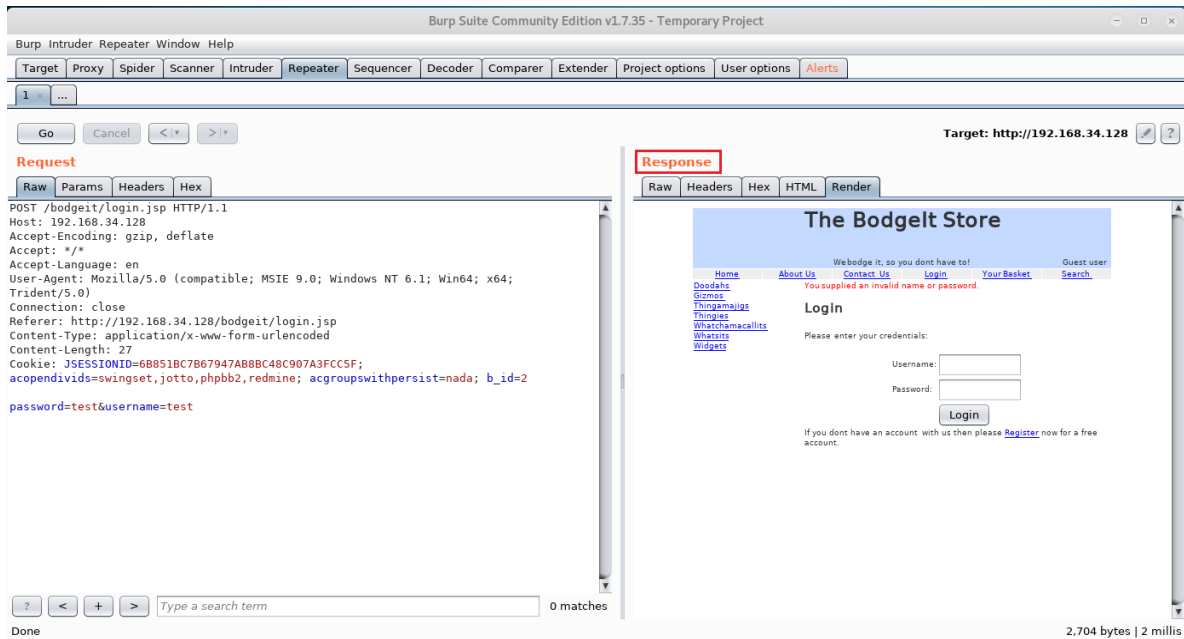 Burp Suite Community Edition v1.7.35 - Temporary Project
Burp Intruder Repeater Window Help
Target Proxy Spider Scanner Intruder Repeater Sequencer Decoder Comparer Extender Project options User options Alerts
1 × ...
Go Cancel < > Target: http://192.168.34.128 ?
Request
Raw Params Headers Hex
POST /bodgeit/login.jsp HTTP/1.1
Host: 192.168.34.128
Accept-Encoding: gzip, deflate
Accept: */*
Accept-Language: en
User-Agent: Mozilla/5.0 (compatible; MSIE 9.0; Windows NT 6.1; Win64; x64;
Trident/5.0)
Connection: close
Referer: http://192.168.34.128/bodgeit/login.jsp
Content-Type: application/x-www-form-urlencoded
Content-Length: 27
Cookie: JSESSIONID=6B851BC7B67947AB8BC48C907A3FCC5F;
acopendivids=swingset,jotto,phpbb2,redmine; acgroupswithpersist=nada; b_id=2
password=test&username=test
? < + > Type a search term 0 matches
Response
Raw Headers Hex HTML Render
The BodgeIt Store
We bodge it, so you dont have to! Guest user
Home About Us Contact Us Login Your Basket Search
Doodahs
Gizmos
Thingamajigs
Thingies
Whatchamacallits
Whatsits
Widgets
You supplied an invalid name or password.
Login
Please enter your credentials:
Username:
Password:
Login
If you dont have an account with us then please Register now for a free
account.
Done 2,704 bytes | 2 millis